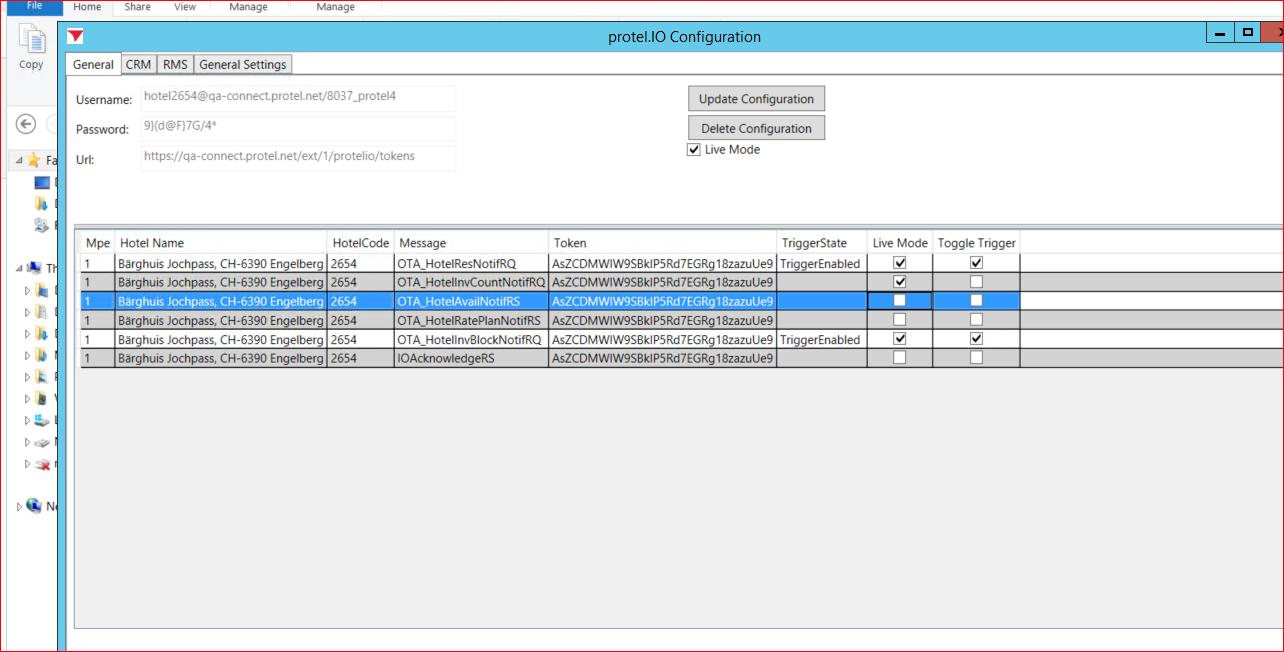 File Home Share View Manage Manage
protel.IO Configuration
Copy
General CRM RMS General Settings
Username: hotel2654@qa-connect.protel.net/8037_protel4 Update Configuration
Password: 9}(d@F}7G/4* Delete Configuration
Live Mode
Url: https://qa-connect.protel.net/ext/1/protelio/tokens
Mpe Hotel Name HotelCode Message Token TriggerState Live Mode Toggle Trigger
1 Bärghuis Jochpass, CH-6390 Engelberg 2654 OTA_HotelResNotifRQ AsZCDMWIW9SBkIP5Rd7EGRg18zazuUe9 TriggerEnabled
1 Bärghuis Jochpass, CH-6390 Engelberg 2654 OTA_HotelInvCountNotifRQ AsZCDMWIW9SBkIP5Rd7EGRg18zazuUe9
1 Bärghuis Jochpass, CH-6390 Engelberg 2654 OTA_HotelAvailNotifRS AsZCDMWIW9SBkIP5Rd7EGRg18zazuUe9
1 Bärghuis Jochpass, CH-6390 Engelberg 2654 OTA_HotelRatePlanNotifRS AsZCDMWIW9SBkIP5Rd7EGRg18zazuUe9
1 Bärghuis Jochpass, CH-6390 Engelberg 2654 OTA_HotelInvBlockNotifRQ AsZCDMWIW9SBkIP5Rd7EGRg18zazuUe9 TriggerEnabled
1 Bärghuis Jochpass, CH-6390 Engelberg 2654 IOAcknowledgeRS AsZCDMWIW9SBkIP5Rd7EGRg18zazuUe9